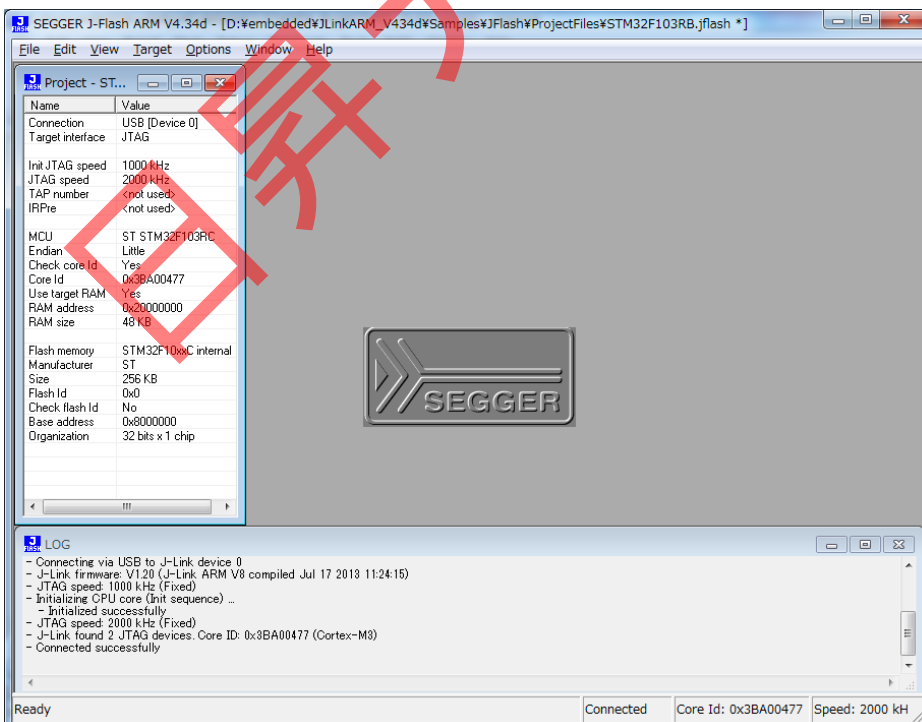 SEGGER J-Flash ARM V4.34d - [D:¥embedded¥JLinkARM_V434d¥Samples¥JFlash¥ProjectFiles¥STM32F103RB.jflash *]
File Edit View Target Options Window Help
Project - ST...
Name Value
Connection USB [Device 0]
Target interface JTAG
Init JTAG speed 1000 kHz
JTAG speed 2000 kHz
TAP number <not used>
IRPre <not used>
MCU ST STM32F103RC
Endian Little
Check core Id Yes
Core Id 0x3BA00477
Use target RAM Yes
RAM address 0x20000000
RAM size 48 KB
Flash memory STM32F10xxC internal
Manufacturer ST
Size 256 KB
Flash Id 0x0
Check flash Id No
Base address 0x8000000
Organization 32 bits x 1 chip
SEGGER
LOG
- Connecting via USB to J-Link device 0
- J-Link firmware: V1.20 (J-Link ARM V8 compiled Jul 17 2013 11:24:15)
- JTAG speed: 1000 kHz (Fixed)
- Initializing CPU core (Init sequence) ...
- Initialized successfully
- JTAG speed: 2000 kHz (Fixed)
- J-Link found 2 JTAG devices. Core ID: 0x3BA00477 (Cortex-M3)
- Connected successfully
Ready Connected Core Id: 0x3BA00477 Speed: 2000 kH
日昇